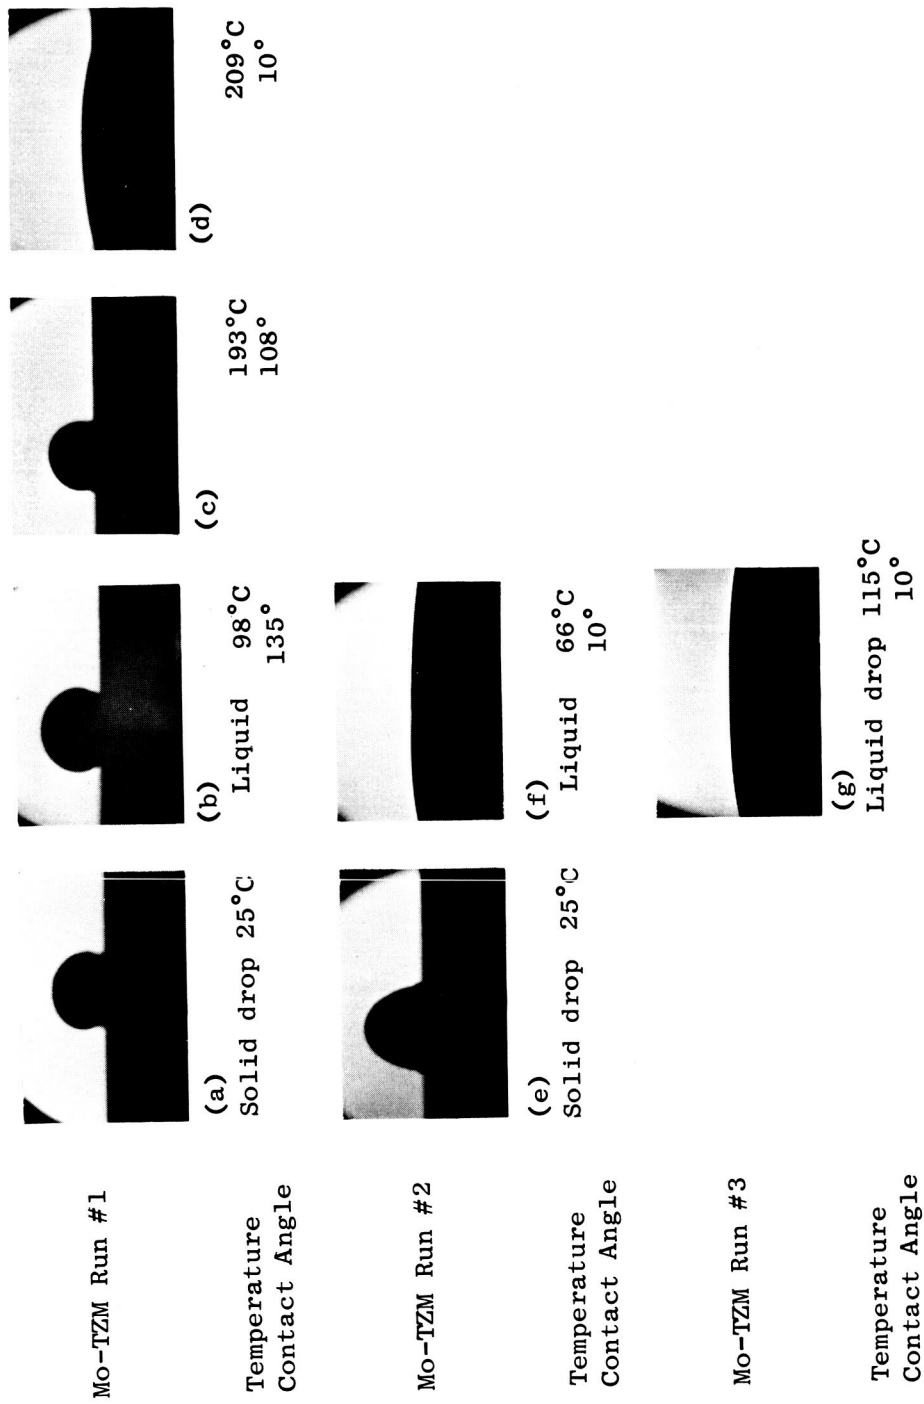 Mo-TZM Run #1
(a)
Solid drop 25°C
(b)
Liquid 98°C
135°
(c)
193°C
108°
(d)
209°C
10°
Temperature
Contact Angle
Mo-TZM Run #2
(e)
Solid drop 25°C
(f)
Liquid 66°C
10°
Temperature
Contact Angle
Mo-TZM Run #3
(g)
Liquid drop 115°C
10°
Temperature
Contact Angle